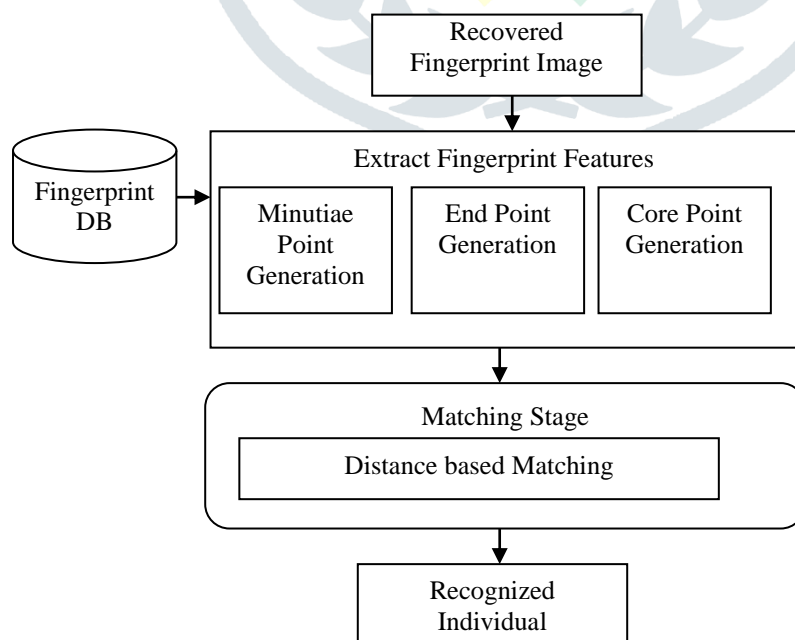 Recovered
Fingerprint Image
Extract Fingerprint Features
Fingerprint
DB
Minutiae
Point
Generation
End Point
Generation
Core Point
Generation
Matching Stage
Distance based Matching
Recognized
Individual